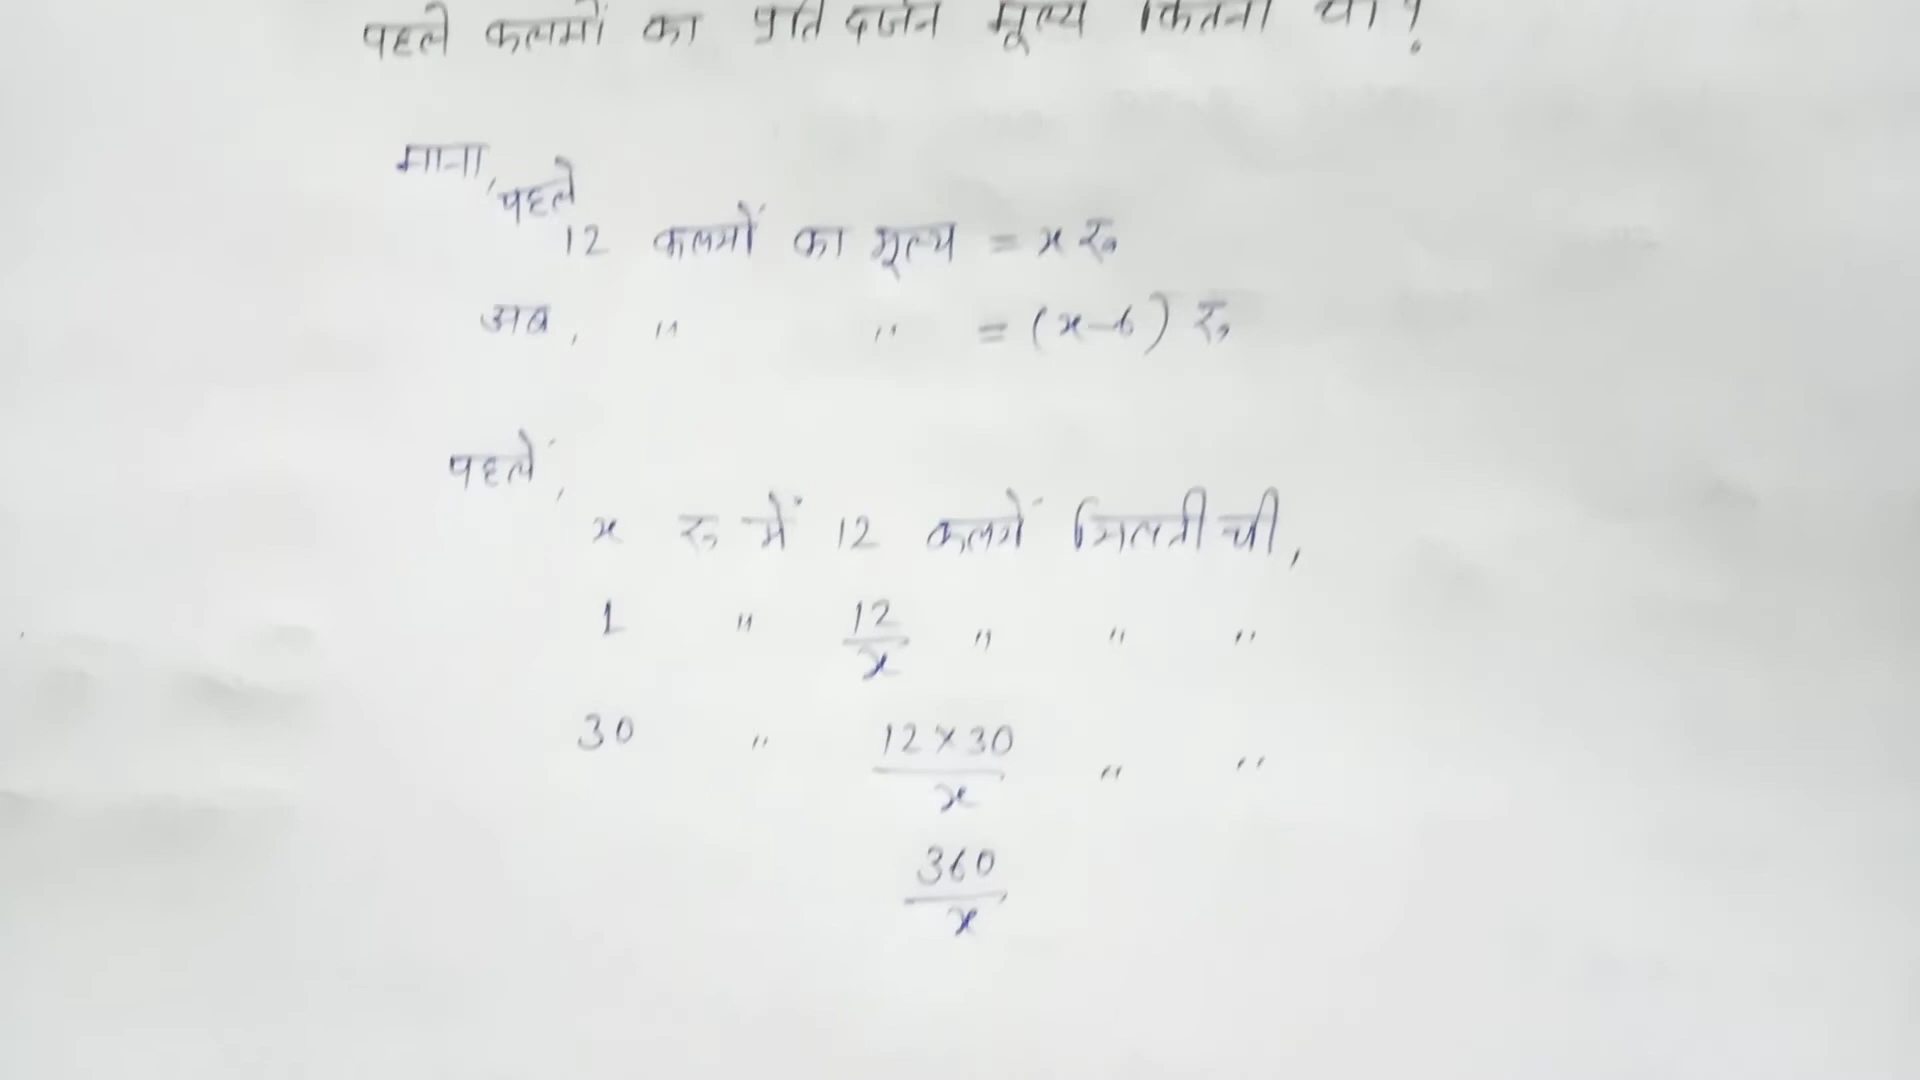 पहले कलमों का प्रति दर्जन मूल्य कितना था?
माना, पहले
12 कलमों का मूल्य = x रु
अब, " " = (x-6) रु
पहले,
x रु में 12 कलमें मिलती थी,
1 " 12/x " " "
30 " 12×30/x " "
360/x